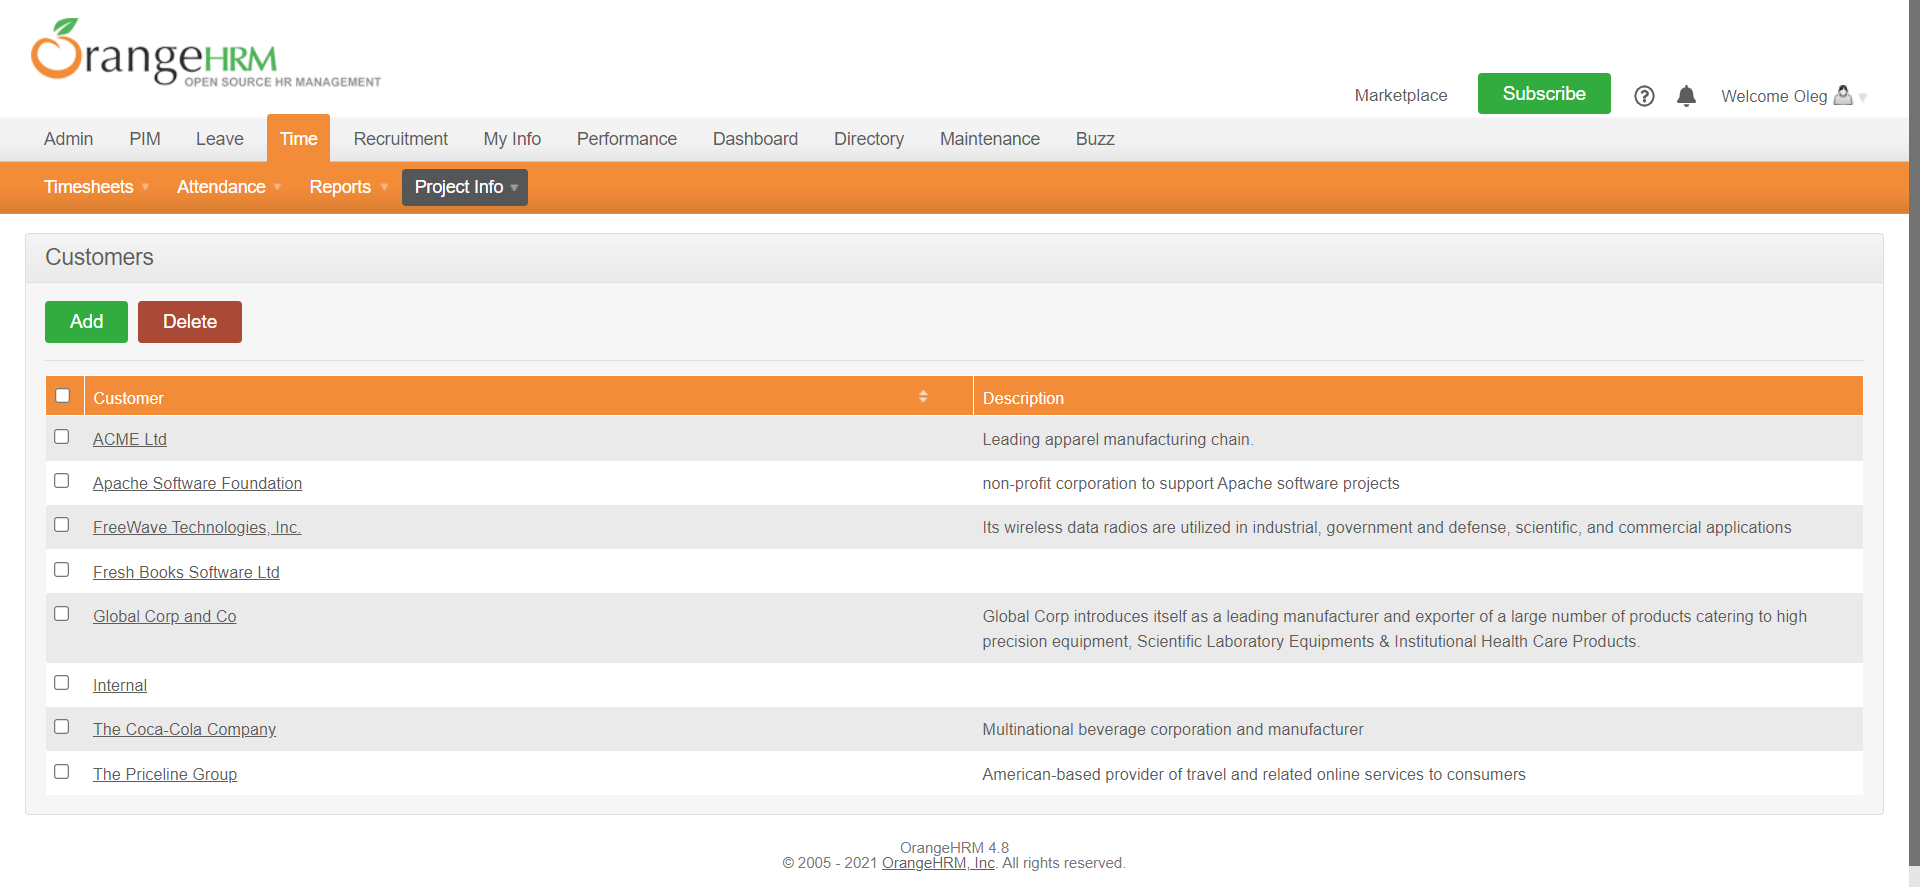 OrangeHRM
OPEN SOURCE HR MANAGEMENT
Marketplace Subscribe Welcome Oleg
Admin PIM Leave Time Recruitment My Info Performance Dashboard Directory Maintenance Buzz
Timesheets Attendance Reports Project Info
Customers
Add Delete
Customer Description
ACME Ltd Leading apparel manufacturing chain.
Apache Software Foundation non-profit corporation to support Apache software projects
FreeWave Technologies, Inc. Its wireless data radios are utilized in industrial, government and defense, scientific, and commercial applications
Fresh Books Software Ltd
Global Corp and Co Global Corp introduces itself as a leading manufacturer and exporter of a large number of products catering to high
precision equipment, Scientific Laboratory Equipments & Institutional Health Care Products.
Internal
The Coca-Cola Company Multinational beverage corporation and manufacturer
The Priceline Group American-based provider of travel and related online services to consumers
OrangeHRM 4.8
© 2005 - 2021 OrangeHRM, Inc. All rights reserved.